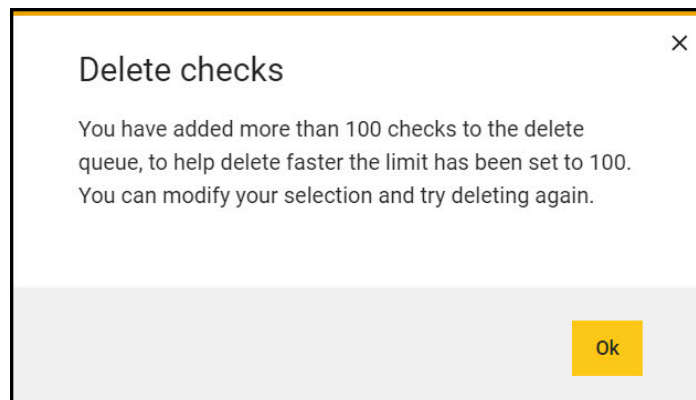 Delete checks
You have added more than 100 checks to the delete
queue, to help delete faster the limit has been set to 100.
You can modify your selection and try deleting again.
Ok